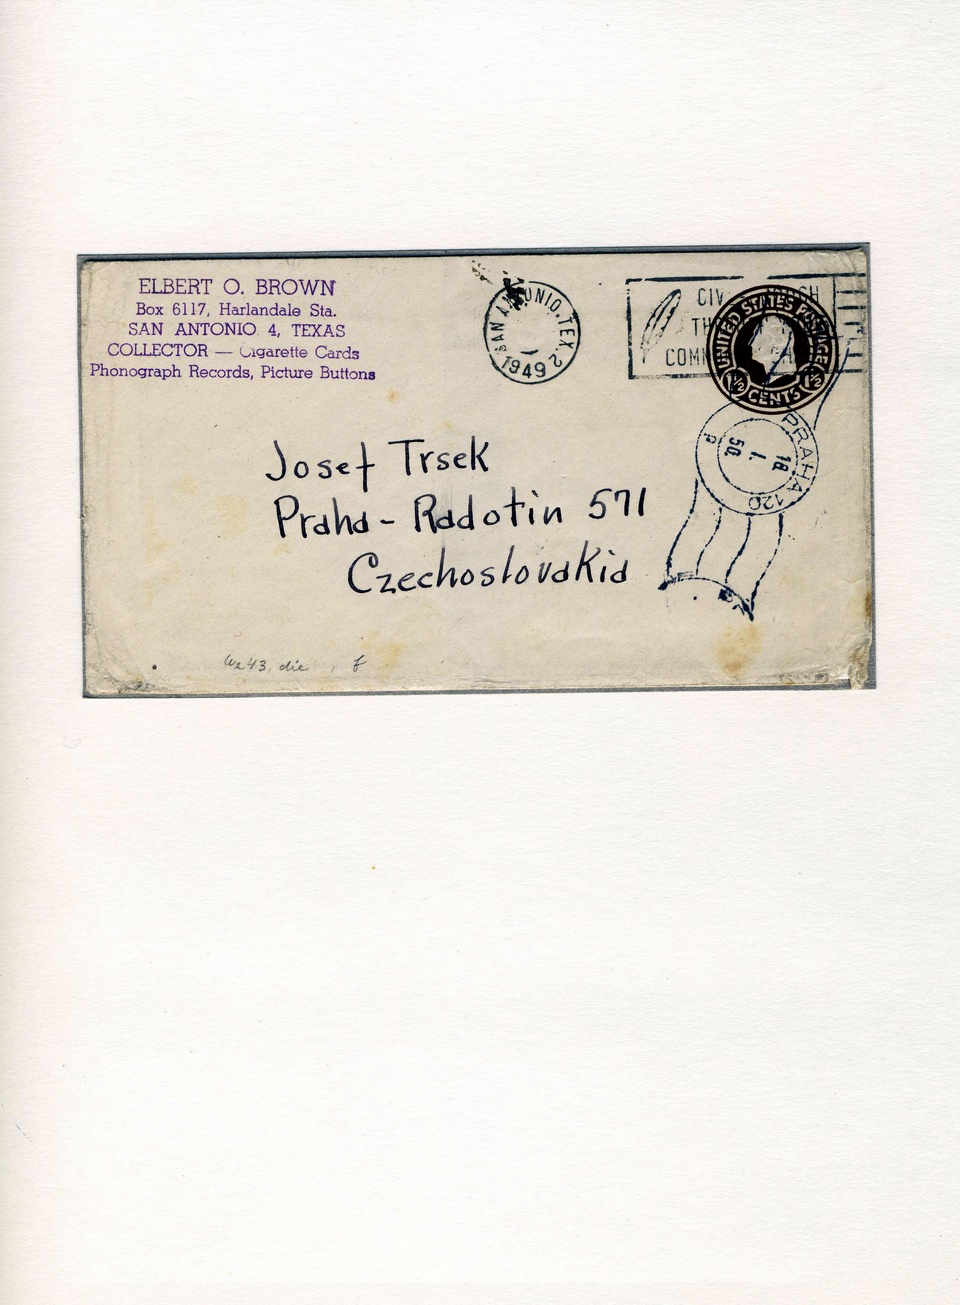 ELBERT O. BROWN
Box 6117, Harlandale Sta.
SAN ANTONIO 4, TEXAS
COLLECTOR — Cigarette Cards
Phonograph Records, Picture Buttons
SAN ANTONIO, TEX. 2
1949
UNITED STATES POSTAGE
1½ CENTS 1½
PRAHA 120
18
I.
50
Josef Trsek
Praha - Radotin 571
Czechoslovakia